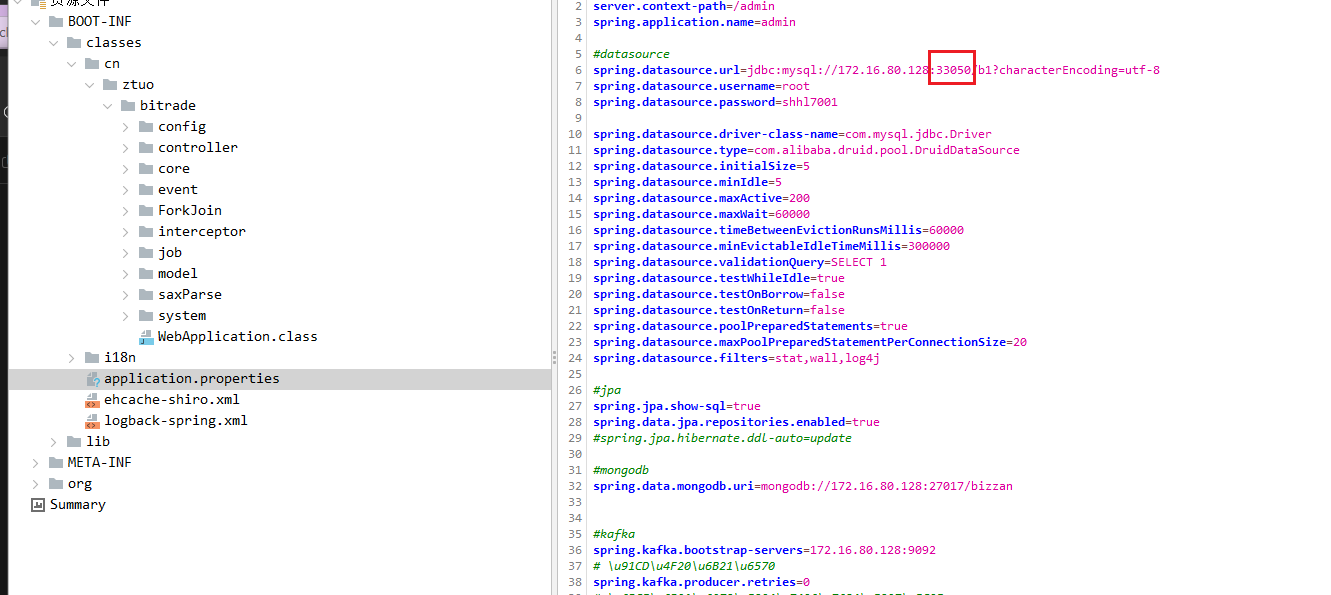 资源文件
BOOT-INF
classes
cn
ztuo
bitrade
config
controller
core
event
ForkJoin
interceptor
job
model
saxParse
system
WebApplication.class
i18n
application.properties
ehcache-shiro.xml
logback-spring.xml
lib
META-INF
org
Summary
2 server.context-path=/admin
3 spring.application.name=admin
4
5 #datasource
6 spring.datasource.url=jdbc:mysql://172.16.80.128:33050/b1?characterEncoding=utf-8
7 spring.datasource.username=root
8 spring.datasource.password=shhl7001
9
10 spring.datasource.driver-class-name=com.mysql.jdbc.Driver
11 spring.datasource.type=com.alibaba.druid.pool.DruidDataSource
12 spring.datasource.initialSize=5
13 spring.datasource.minIdle=5
14 spring.datasource.maxActive=200
15 spring.datasource.maxWait=60000
16 spring.datasource.timeBetweenEvictionRunsMillis=60000
17 spring.datasource.minEvictableIdleTimeMillis=300000
18 spring.datasource.validationQuery=SELECT 1
19 spring.datasource.testWhileIdle=true
20 spring.datasource.testOnBorrow=false
21 spring.datasource.testOnReturn=false
22 spring.datasource.poolPreparedStatements=true
23 spring.datasource.maxPoolPreparedStatementPerConnectionSize=20
24 spring.datasource.filters=stat,wall,log4j
25
26 #jpa
27 spring.jpa.show-sql=true
28 spring.data.jpa.repositories.enabled=true
29 #spring.jpa.hibernate.ddl-auto=update
30
31 #mongodb
32 spring.data.mongodb.uri=mongodb://172.16.80.128:27017/bizzan
33
34
35 #kafka
36 spring.kafka.bootstrap-servers=172.16.80.128:9092
37 # \u91CD\u4F20\u6B21\u6570
38 spring.kafka.producer.retries=0